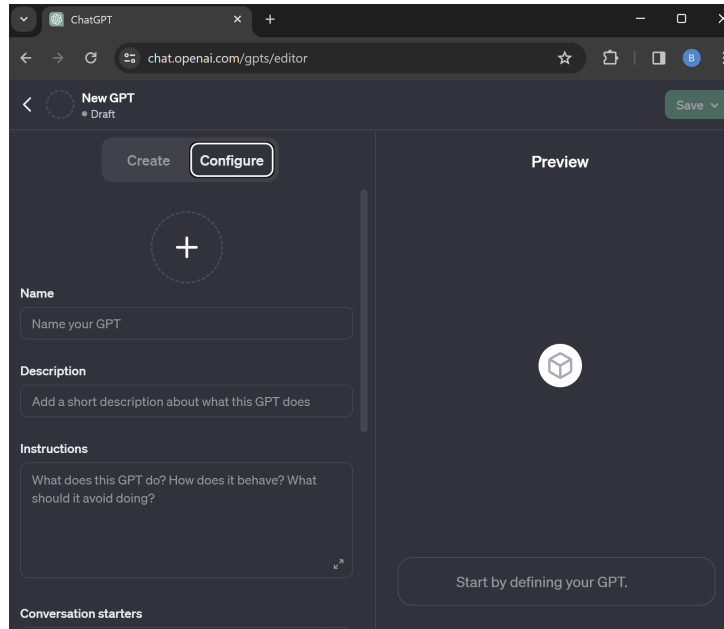 ChatGPT
chat.openai.com/gpts/editor
B
New GPT
Draft
Save
Create
Configure
Preview
Name
Name your GPT
Description
Add a short description about what this GPT does
Instructions
What does this GPT do? How does it behave? What
should it avoid doing?
Start by defining your GPT.
Conversation starters